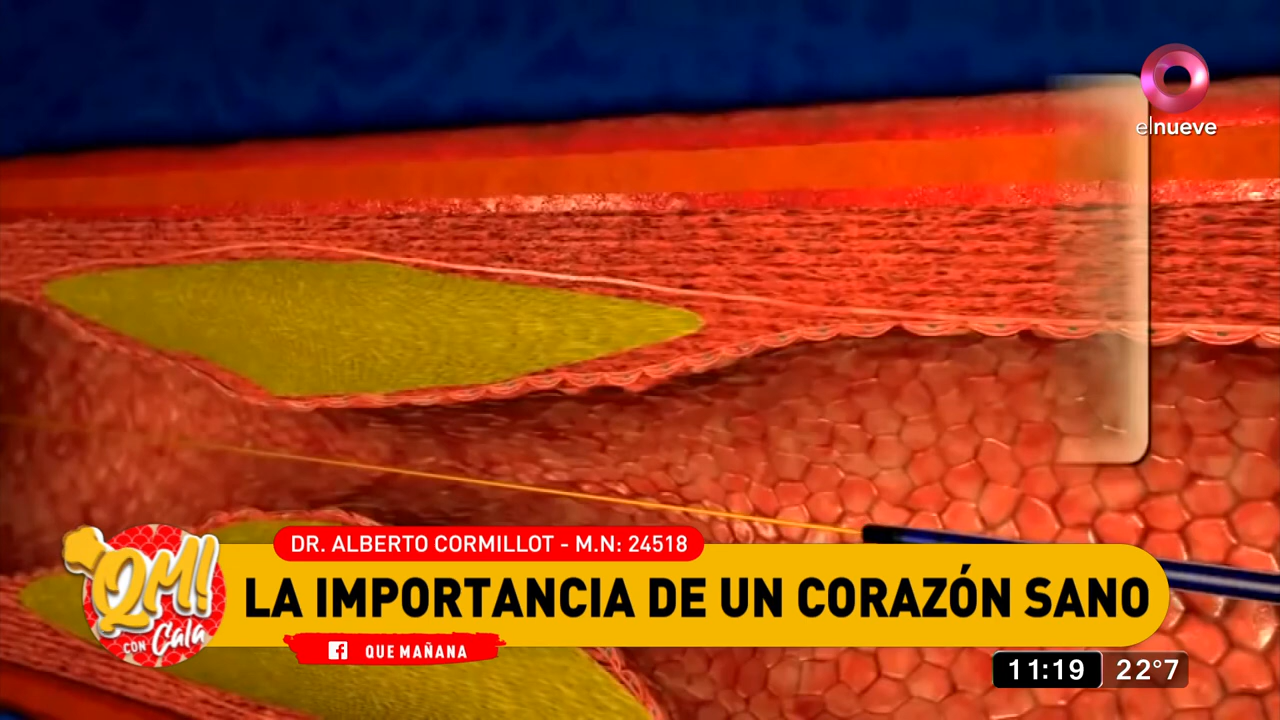 elnueve
DR. ALBERTO CORMILLOT - M.N: 24518
LA IMPORTANCIA DE UN CORAZÓN SANO
QM!
CON Cala
QUE MAÑANA
11:19 22°7